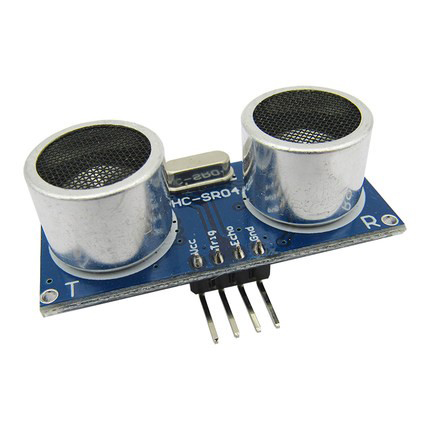 HC-SR04
Vcc
Trig
Echo
Gnd
T
R